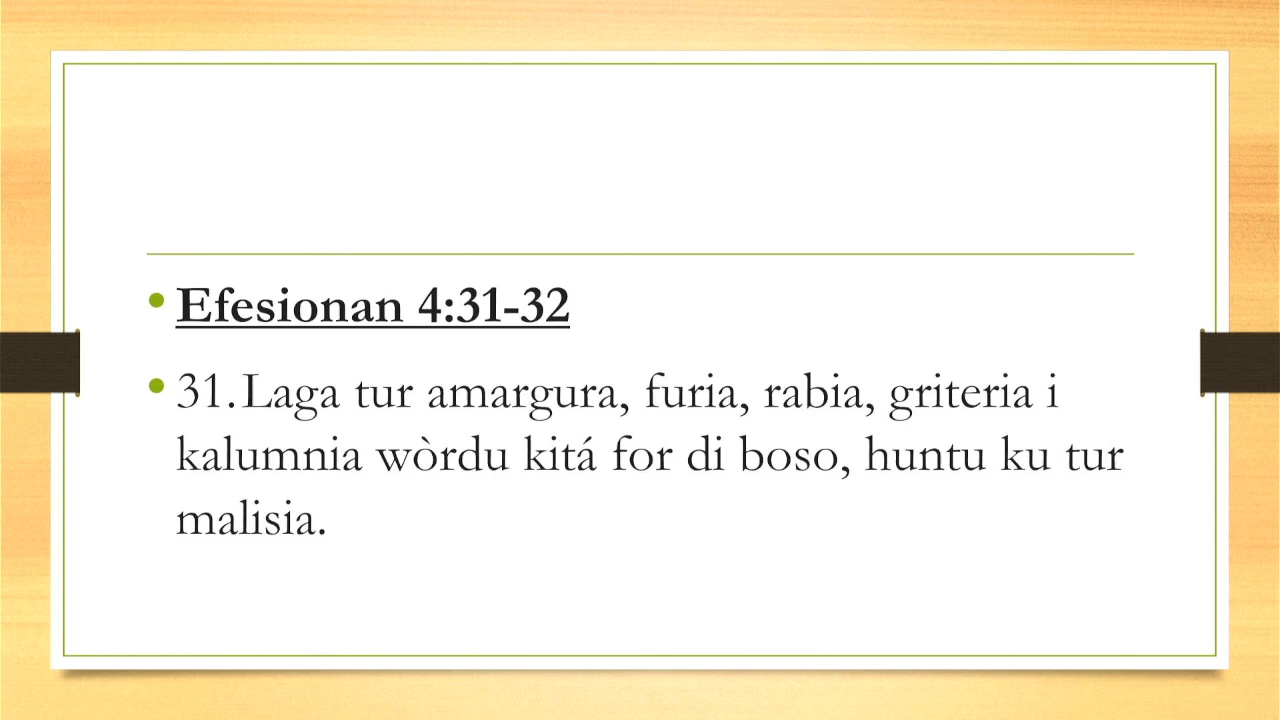 • Efesionan 4:31-32
• 31. Laga tur amargura, furia, rabia, griteria i
kalumnia wòrdu kitá for di boso, huntu ku tur
malisia.